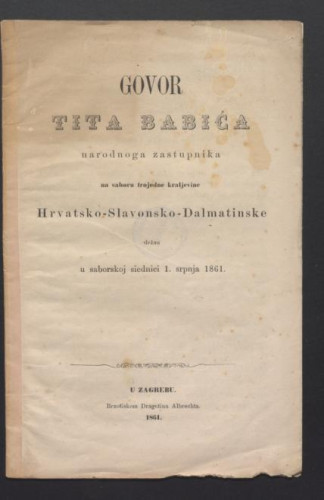 GOVOR
TITA BABIĆA
narodnoga zastupnika
na saboru trojedne kraljevine
Hrvatsko-Slavonsko-Dalmatinske
držan
u saborskoj siednici 1. srpnja 1861.
U ZAGREBU.
Brzotiskom Dragutina Albrechta.
1861.